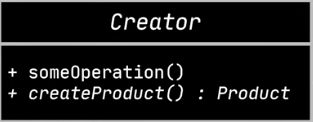 Creator
+ someOperation()
+ createProduct() : Product